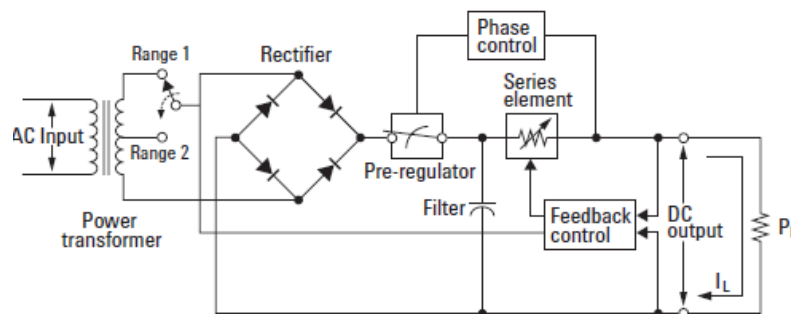 Phase
control
Range 1
Rectifier
Series
element
AC Input
Range 2
Pre-regulator
Power
transformer
Filter
Feedback
control
DC
output
I_L